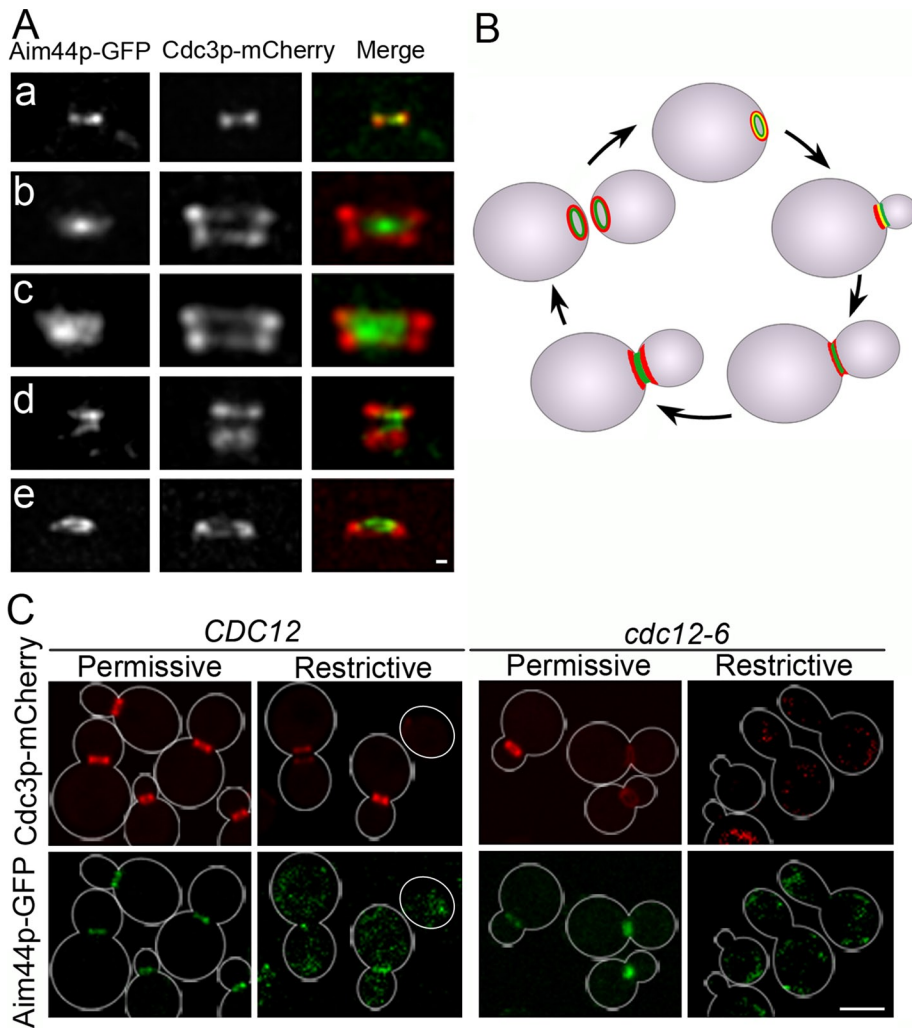 A
B
Aim44p-GFP Cdc3p-mCherry Merge
a
b
c
d
e
C
CDC12 cdc12-6
Permissive Restrictive Permissive Restrictive
Cdc3p-mCherry
Aim44p-GFP